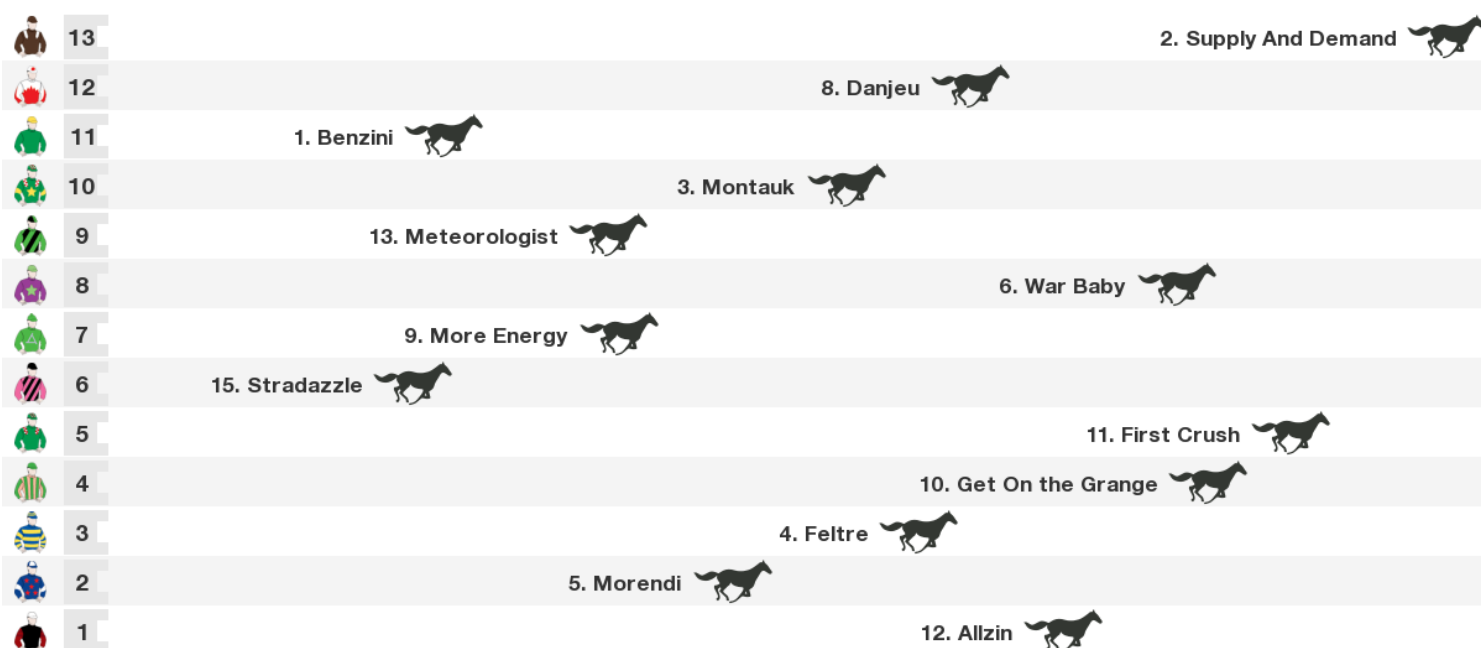 13 2. Supply And Demand
12 8. Danjeu
11 1. Benzini
10 3. Montauk
9 13. Meteorologist
8 6. War Baby
7 9. More Energy
6 15. Stradazzle
5 11. First Crush
4 10. Get On the Grange
3 4. Feltre
2 5. Morendi
1 12. Allzin